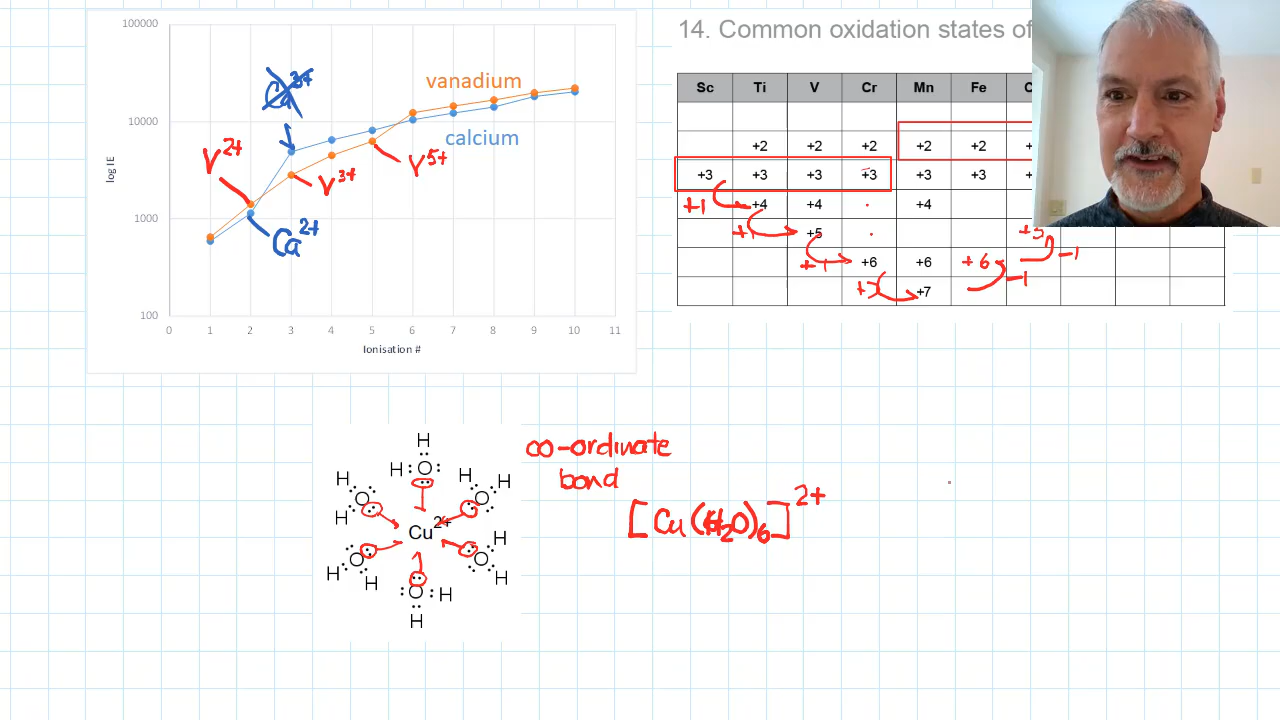 100000
10000
1000
100
log IE
0 1 2 3 4 5 6 7 8 9 10 11
Ionisation #
vanadium
calcium
Ca³⁺
V²⁺
V³⁺
V⁵⁺
Ca²⁺
14. Common oxidation states of
Sc Ti V Cr Mn Fe C
+2 +2 +2 +2 +2 +
+3 +3 +3 +3 +3 +3 +
+1 +4 +4 +4
+1 +5 +5
+1 +6 +6 +6 -1
+1 +7 -1
H
H : O :
H O H
H O H
Cu²⁺
H O H
H O H
: O : H
H
co-ordinate
bond
[Cu(H₂O)₆]²⁺